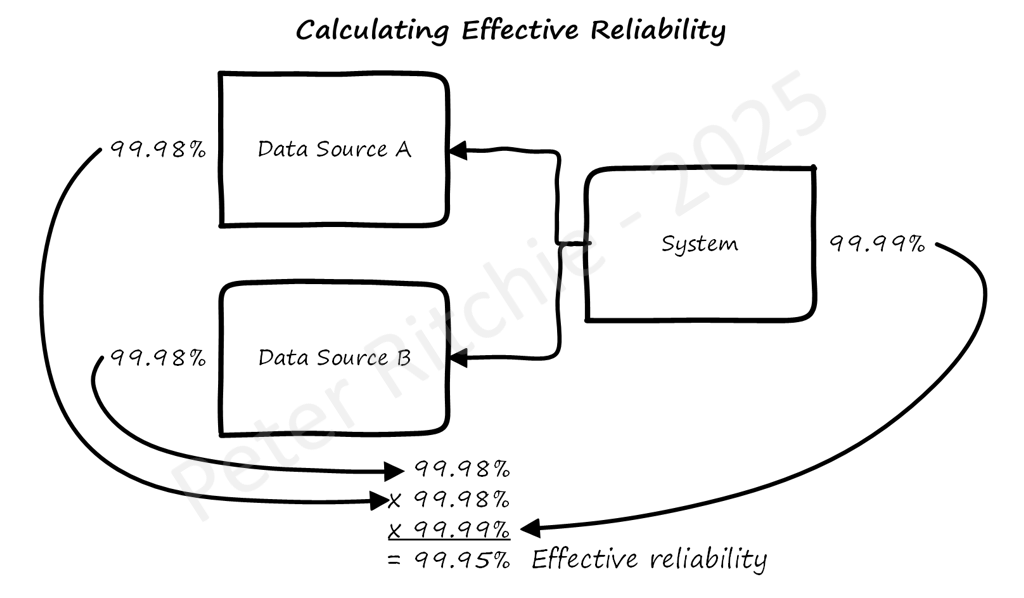 Calculating Effective Reliability
99.98%
Data Source A
System
99.99%
99.98%
Data Source B
99.98%
x 99.98%
x 99.99%
= 99.95% Effective reliability
Peter Ritchie - 2025